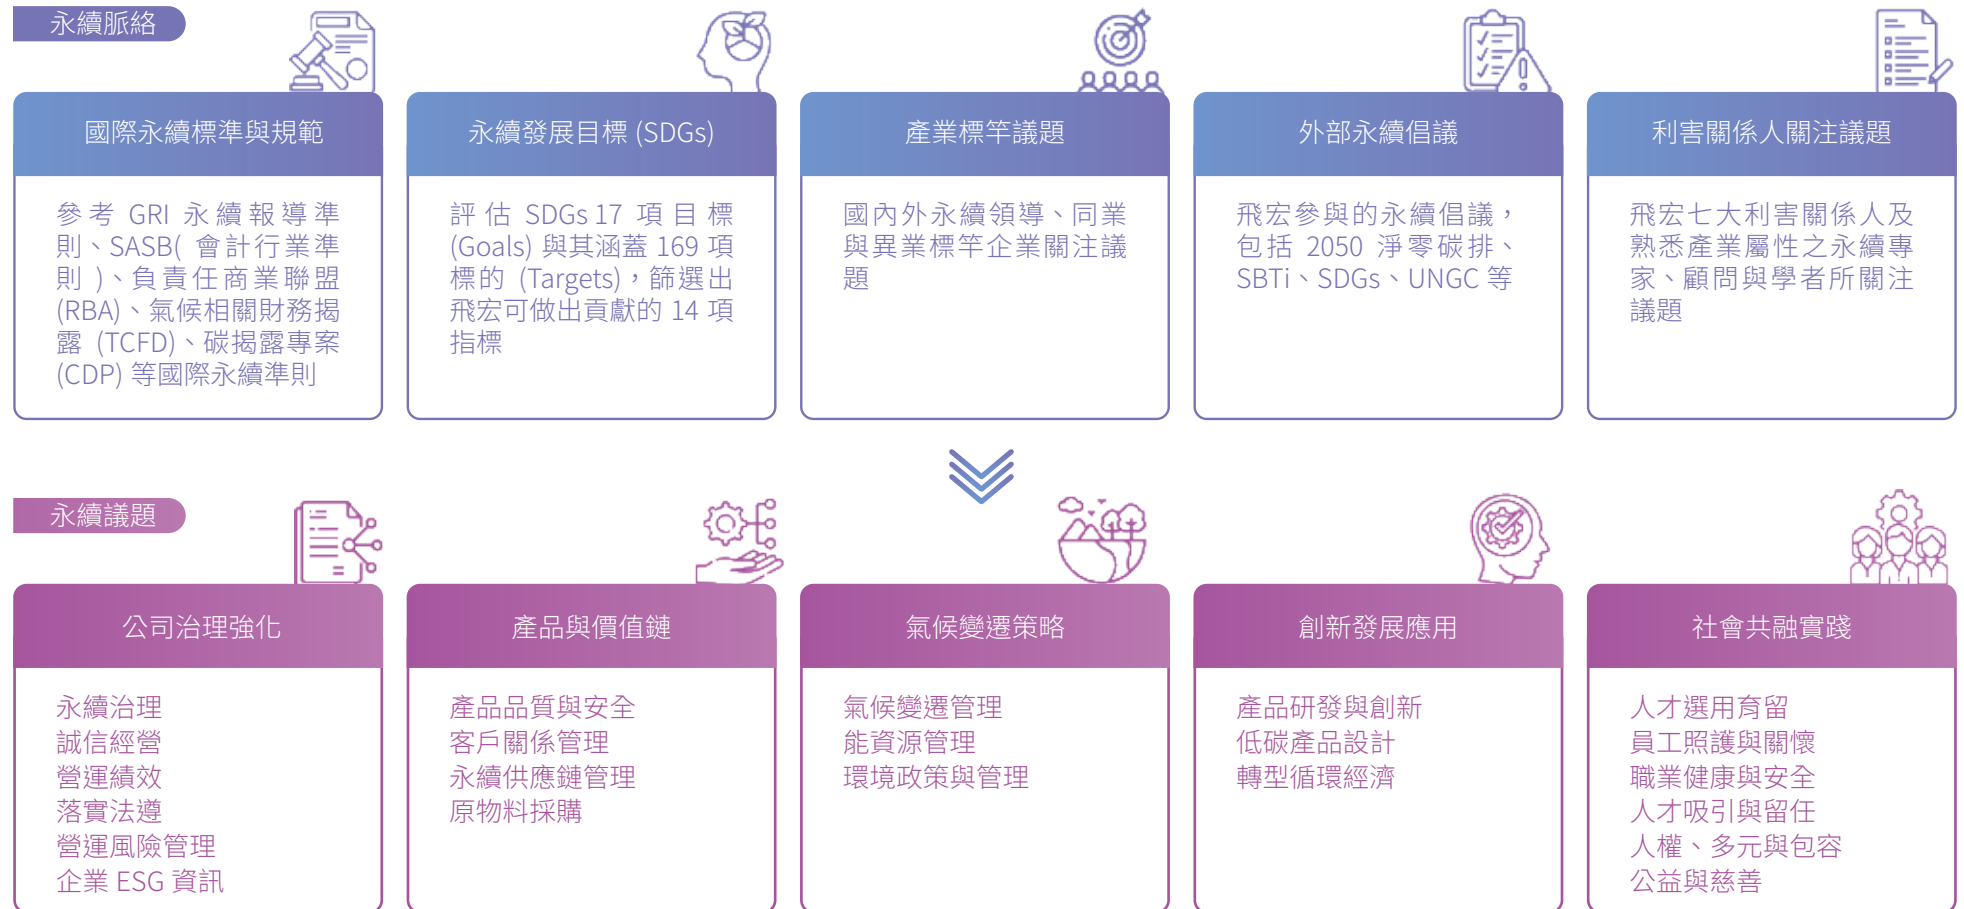 永續脈絡
國際永續標準與規範
參考 GRI 永續報導準
則、SASB( 會計行業準
則 )、負責任商業聯盟
(RBA)、氣候相關財務揭
露 (TCFD)、碳揭露專案
(CDP) 等國際永續準則
永續發展目標 (SDGs)
評估 SDGs 17 項目標
(Goals) 與其涵蓋 169 項
標的 (Targets)，篩選出
飛宏可做出貢獻的 14 項
指標
產業標竿議題
國內外永續領導、同業
與異業標竿企業關注議
題
外部永續倡議
飛宏參與的永續倡議，
包括 2050 淨零碳排、
SBTi、SDGs、UNGC 等
利害關係人關注議題
飛宏七大利害關係人及
熟悉產業屬性之永續專
家、顧問與學者所關注
議題
永續議題
公司治理強化
永續治理
誠信經營
營運績效
落實法遵
營運風險管理
企業 ESG 資訊
產品與價值鏈
產品品質與安全
客戶關係管理
永續供應鏈管理
原物料採購
氣候變遷策略
氣候變遷管理
能資源管理
環境政策與管理
創新發展應用
產品研發與創新
低碳產品設計
轉型循環經濟
社會共融實踐
人才選用育留
員工照護與關懷
職業健康與安全
人才吸引與留任
人權、多元與包容
公益與慈善